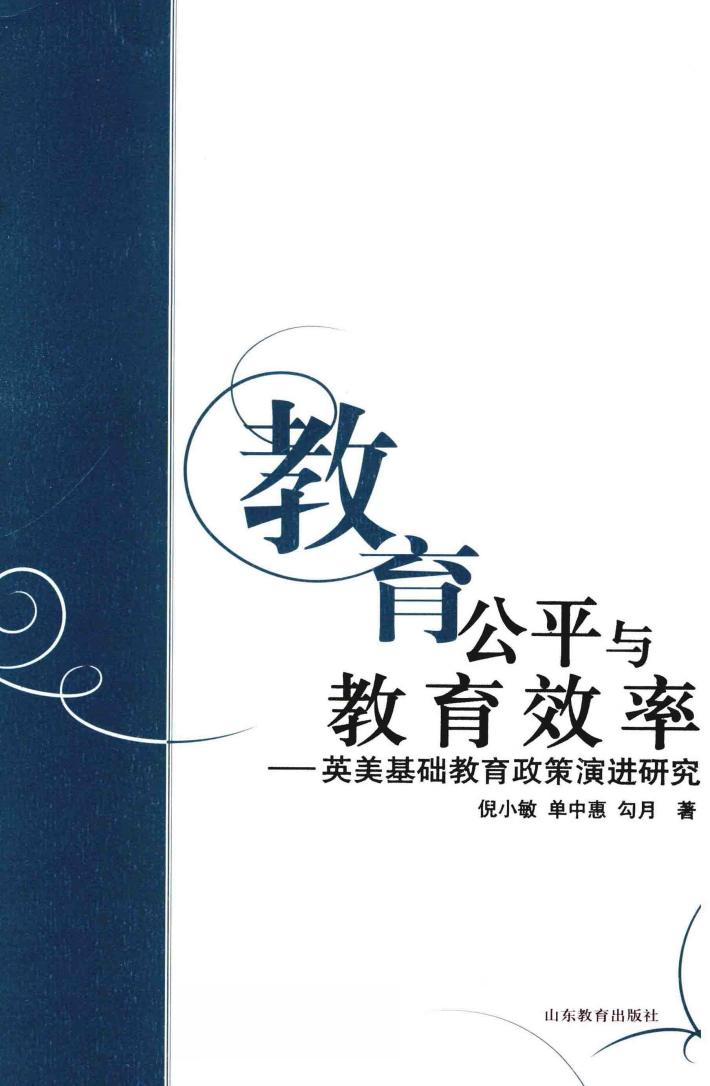 教育公平与
教育效率
——英美基础教育政策演进研究
倪小敏 单中惠 勾月 著
山东教育出版社